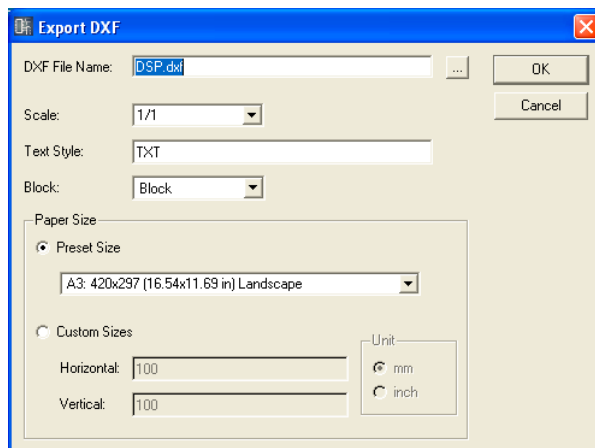 Export DXF
DXF File Name: DSP.dxf ... OK
Cancel
Scale: 1/1
Text Style: TXT
Block: Block
Paper Size
Preset Size
A3: 420x297 (16.54x11.69 in) Landscape
Custom Sizes
Unit
Horizontal: 100 mm
inch
Vertical: 100